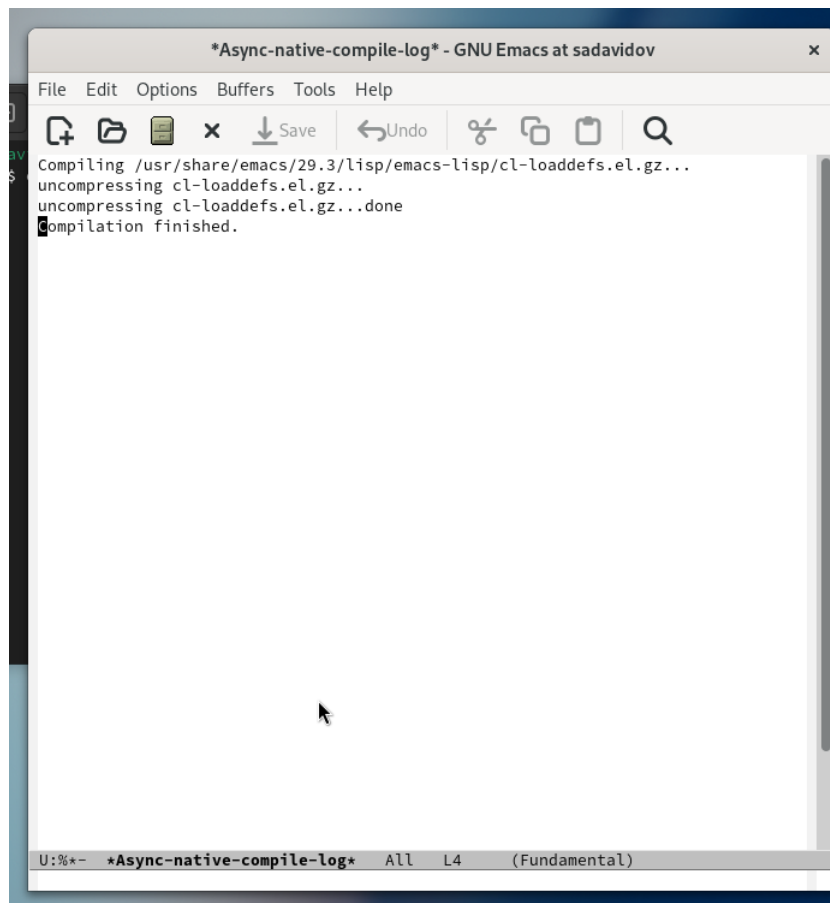 *Async-native-compile-log* - GNU Emacs at sadavidov
File Edit Options Buffers Tools Help
Save Undo
Compiling /usr/share/emacs/29.3/lisp/emacs-lisp/cl-loaddefs.el.gz...
uncompressing cl-loaddefs.el.gz...
uncompressing cl-loaddefs.el.gz...done
Compilation finished.
U:%*- *Async-native-compile-log* All L4 (Fundamental)